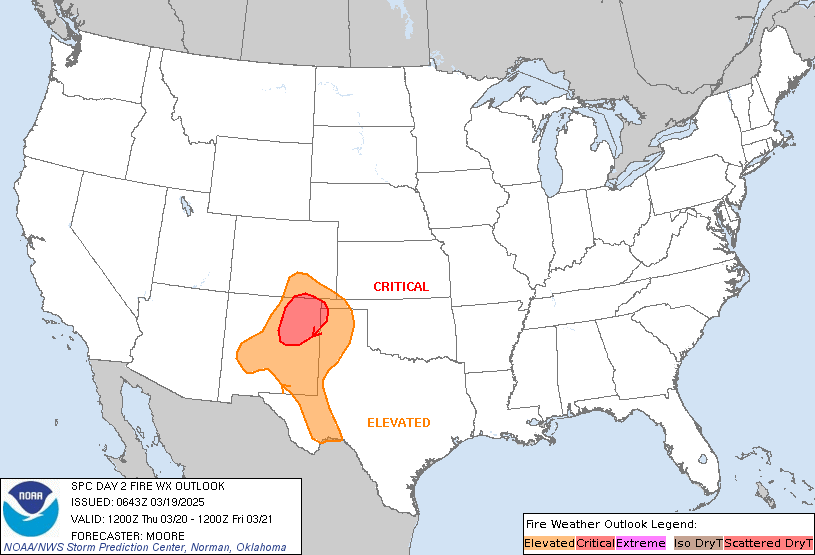 CRITICAL
ELEVATED
NOAA
SPC DAY 2 FIRE WX OUTLOOK
ISSUED: 0643Z 03/19/2025
VALID: 1200Z Thu 03/20 - 1200Z Fri 03/21
FORECASTER: MOORE
NOAA/NWS Storm Prediction Center, Norman, Oklahoma
Fire Weather Outlook Legend:
Elevated Critical Extreme Iso DryT Scattered DryT